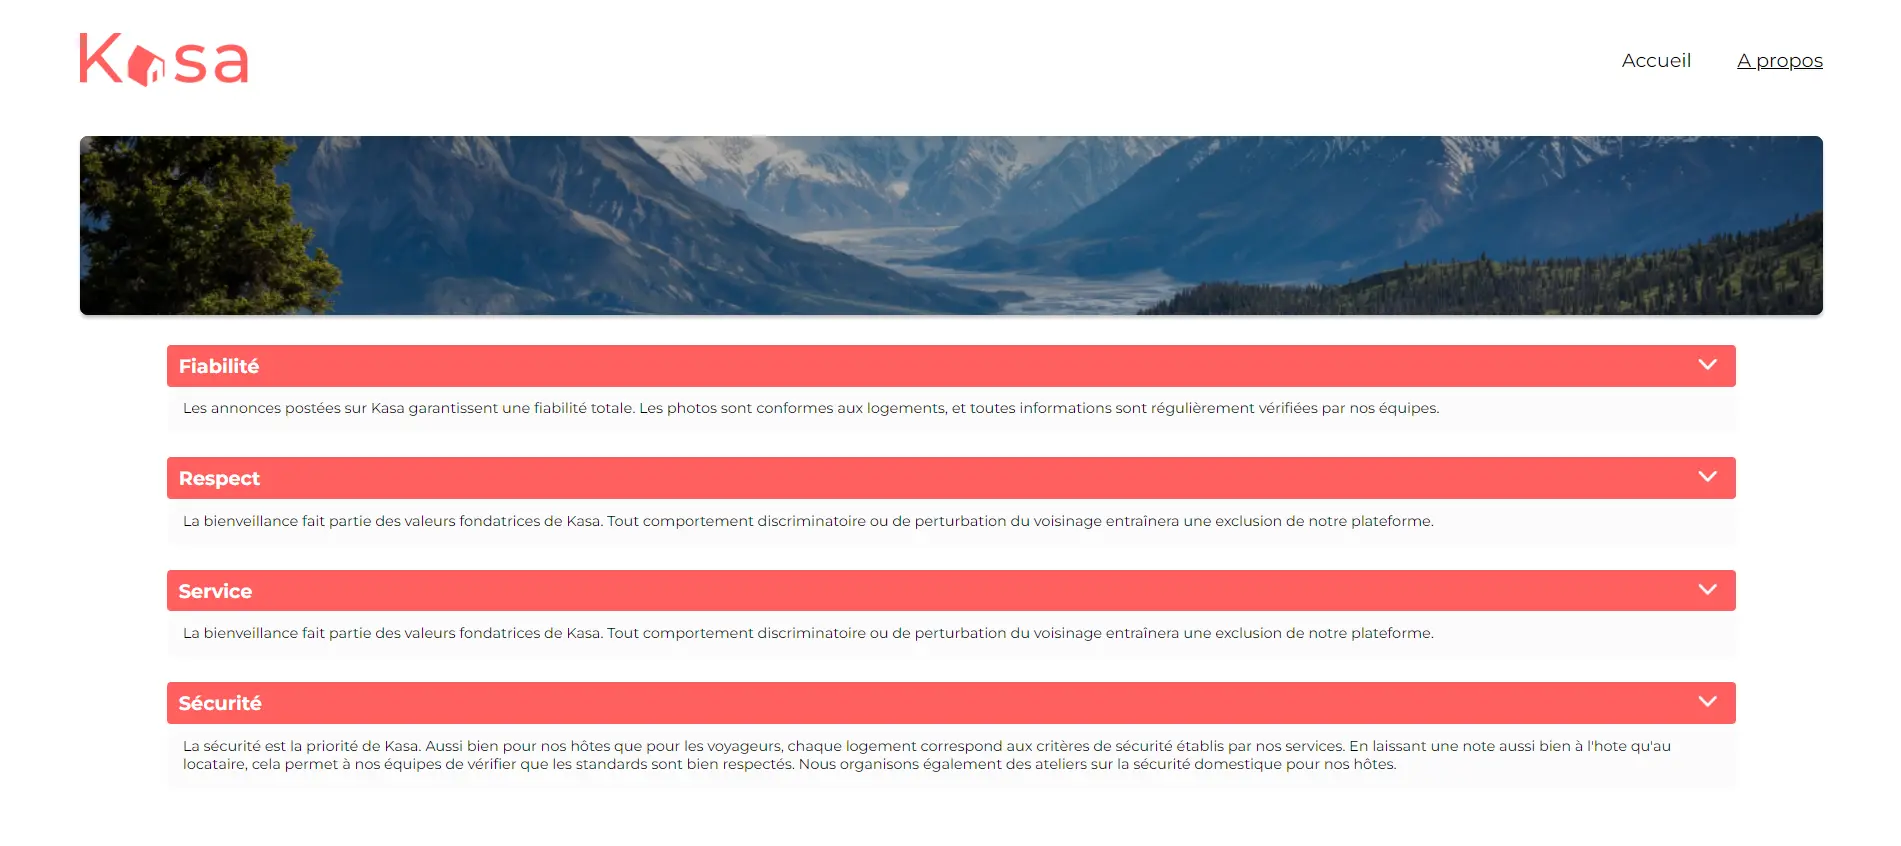 Kasa
Accueil
A propos
Fiabilité
Les annonces postées sur Kasa garantissent une fiabilité totale. Les photos sont conformes aux logements, et toutes informations sont régulièrement vérifiées par nos équipes.
Respect
La bienveillance fait partie des valeurs fondatrices de Kasa. Tout comportement discriminatoire ou de perturbation du voisinage entraînera une exclusion de notre plateforme.
Service
La bienveillance fait partie des valeurs fondatrices de Kasa. Tout comportement discriminatoire ou de perturbation du voisinage entraînera une exclusion de notre plateforme.
Sécurité
La sécurité est la priorité de Kasa. Aussi bien pour nos hôtes que pour les voyageurs, chaque logement correspond aux critères de sécurité établis par nos services. En laissant une note aussi bien à l'hote qu'au
locataire, cela permet à nos équipes de vérifier que les standards sont bien respectés. Nous organisons également des ateliers sur la sécurité domestique pour nos hôtes.